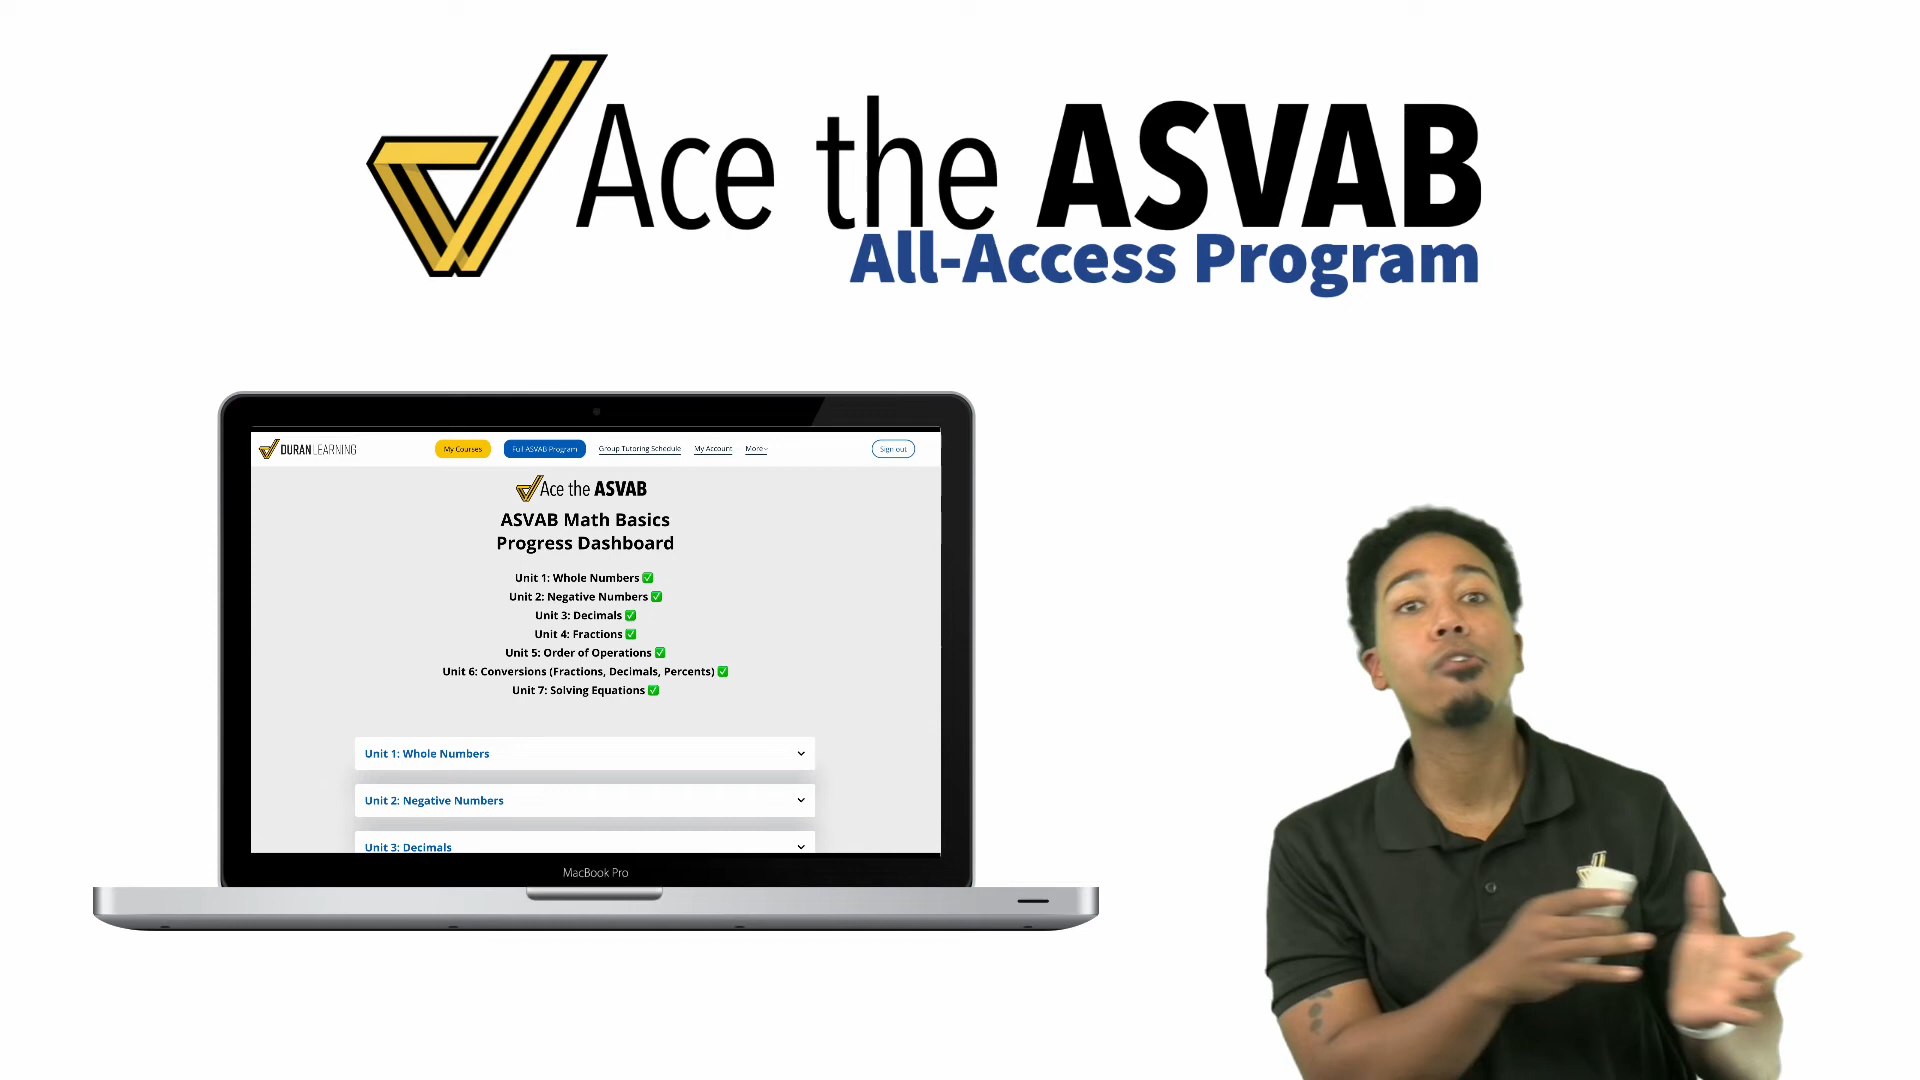 Ace the ASVAB
All-Access Program
DURAN LEARNING
My Courses
Full ASVAB Program
Group Tutoring Schedule
My Account
More
Sign out
Ace the ASVAB
ASVAB Math Basics
Progress Dashboard
Unit 1: Whole Numbers ✅
Unit 2: Negative Numbers ✅
Unit 3: Decimals ✅
Unit 4: Fractions ✅
Unit 5: Order of Operations ✅
Unit 6: Conversions (Fractions, Decimals, Percents) ✅
Unit 7: Solving Equations ✅
Unit 1: Whole Numbers
Unit 2: Negative Numbers
Unit 3: Decimals
MacBook Pro